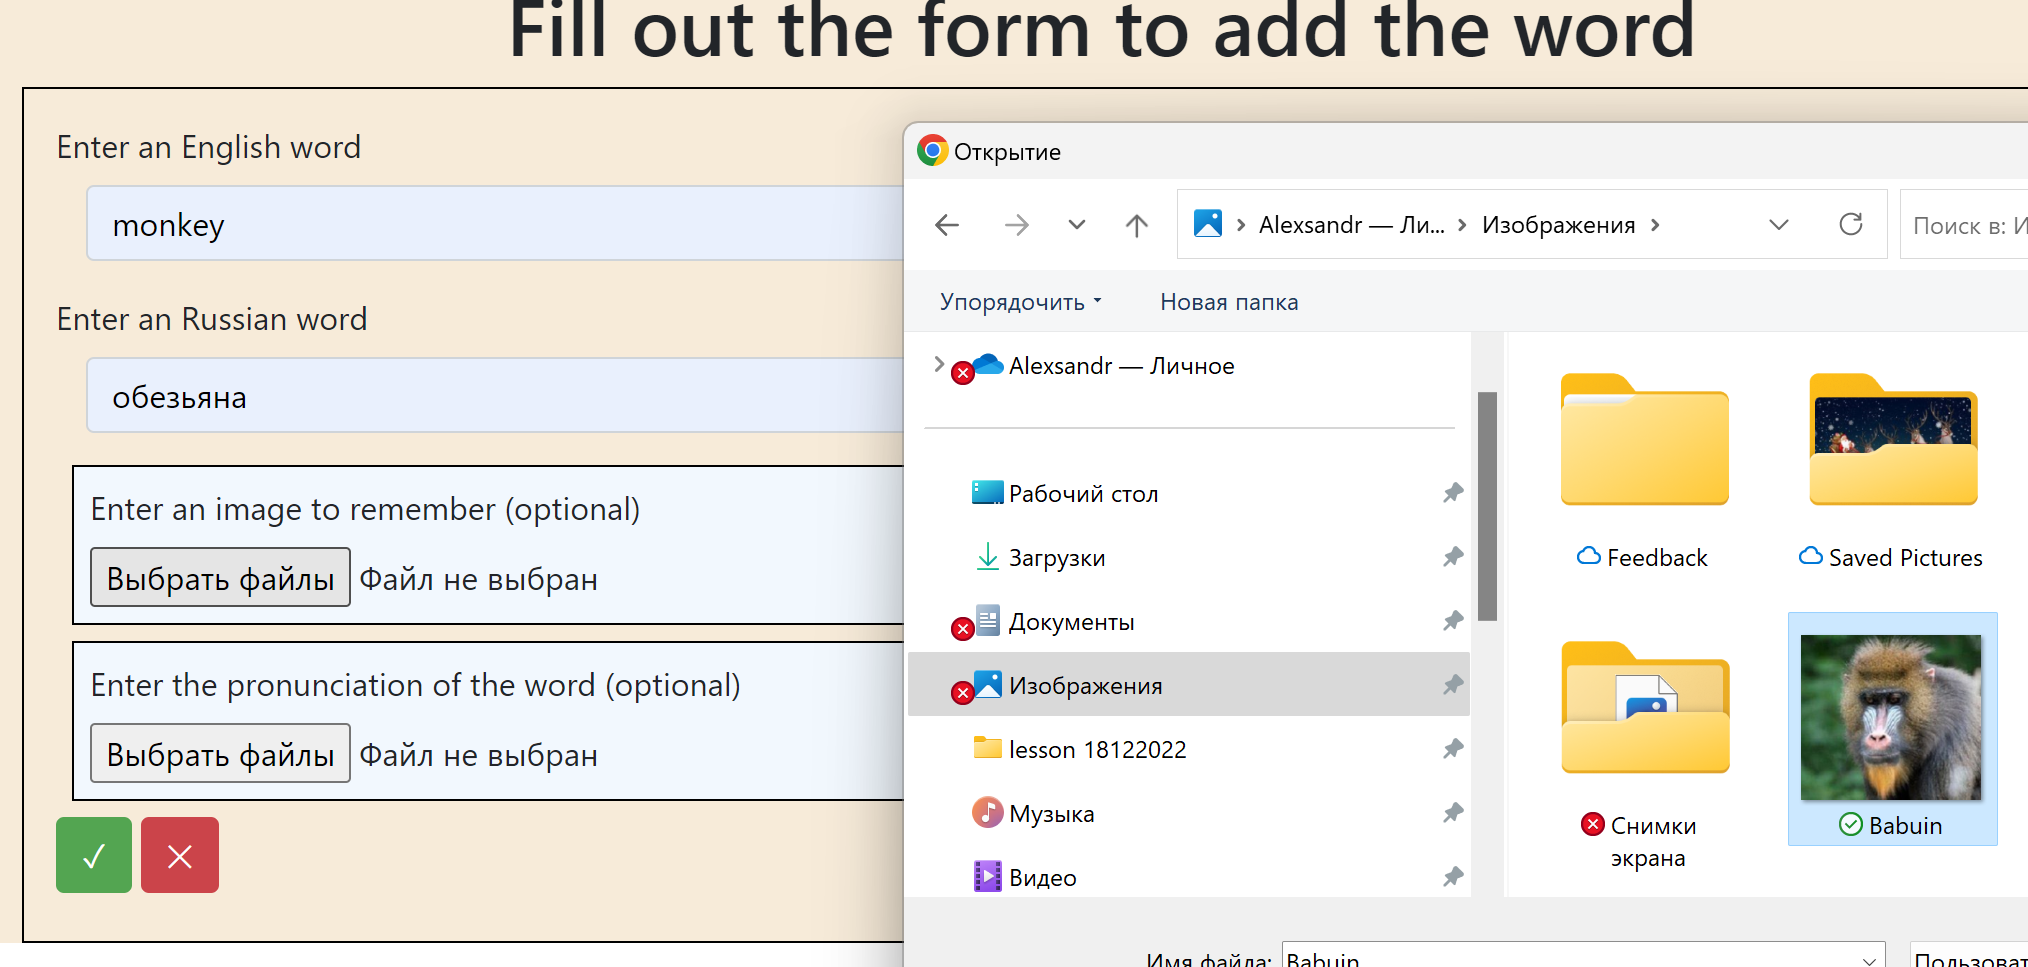 Fill out the form to add the word
Enter an English word
monkey
Enter a Russian word
обезьяна
Enter an image to remember (optional)
Выбрать файлы Файл не выбран
Enter the pronunciation of the word (optional)
Выбрать файлы Файл не выбран
Открытие
Alexsandr — Ли... Изображения
Поиск в: И
Упорядочить Новая папка
Alexsandr — Личное
Рабочий стол
Загрузки
Документы
Изображения
lesson 18122022
Музыка
Видео
Feedback
Saved Pictures
Снимки
экрана
Babuin
Имя файла: Babuin
Пользоват